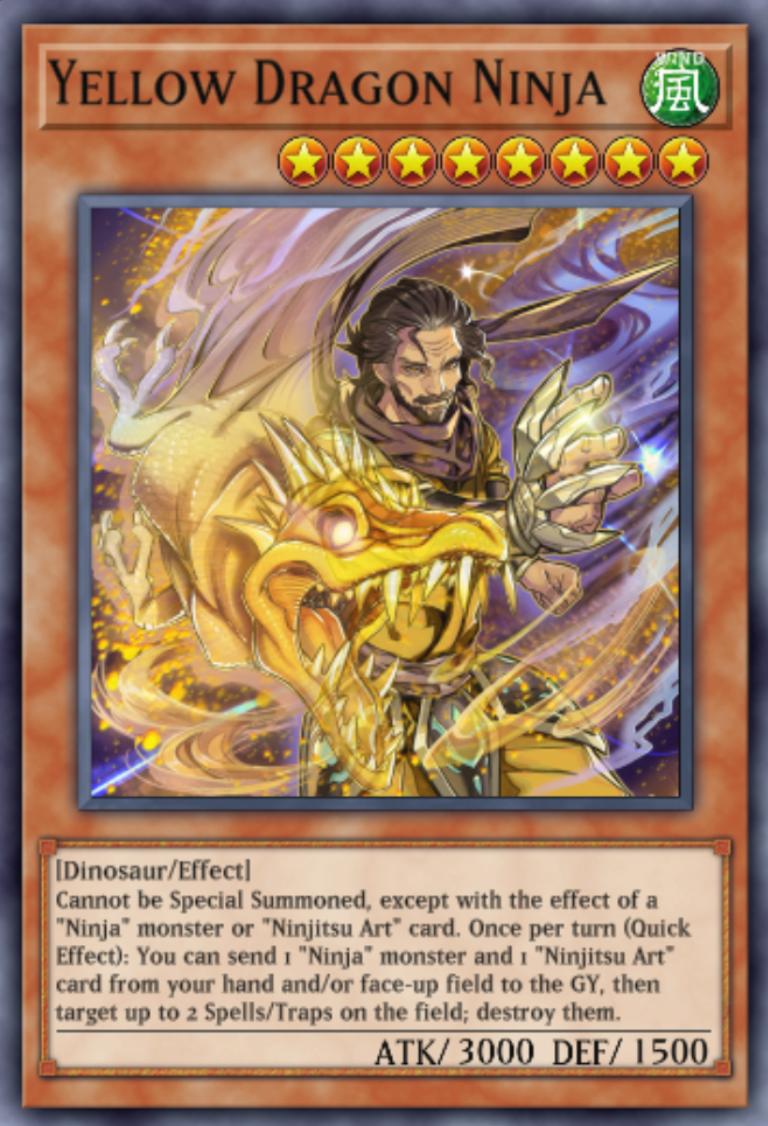 Yellow Dragon Ninja
WIND
風
[Dinosaur/Effect]
Cannot be Special Summoned, except with the effect of a
"Ninja" monster or "Ninjitsu Art" card. Once per turn (Quick
Effect): You can send 1 "Ninja" monster and 1 "Ninjitsu Art"
card from your hand and/or face-up field to the GY, then
target up to 2 Spells/Traps on the field; destroy them.
ATK/ 3000 DEF/ 1500